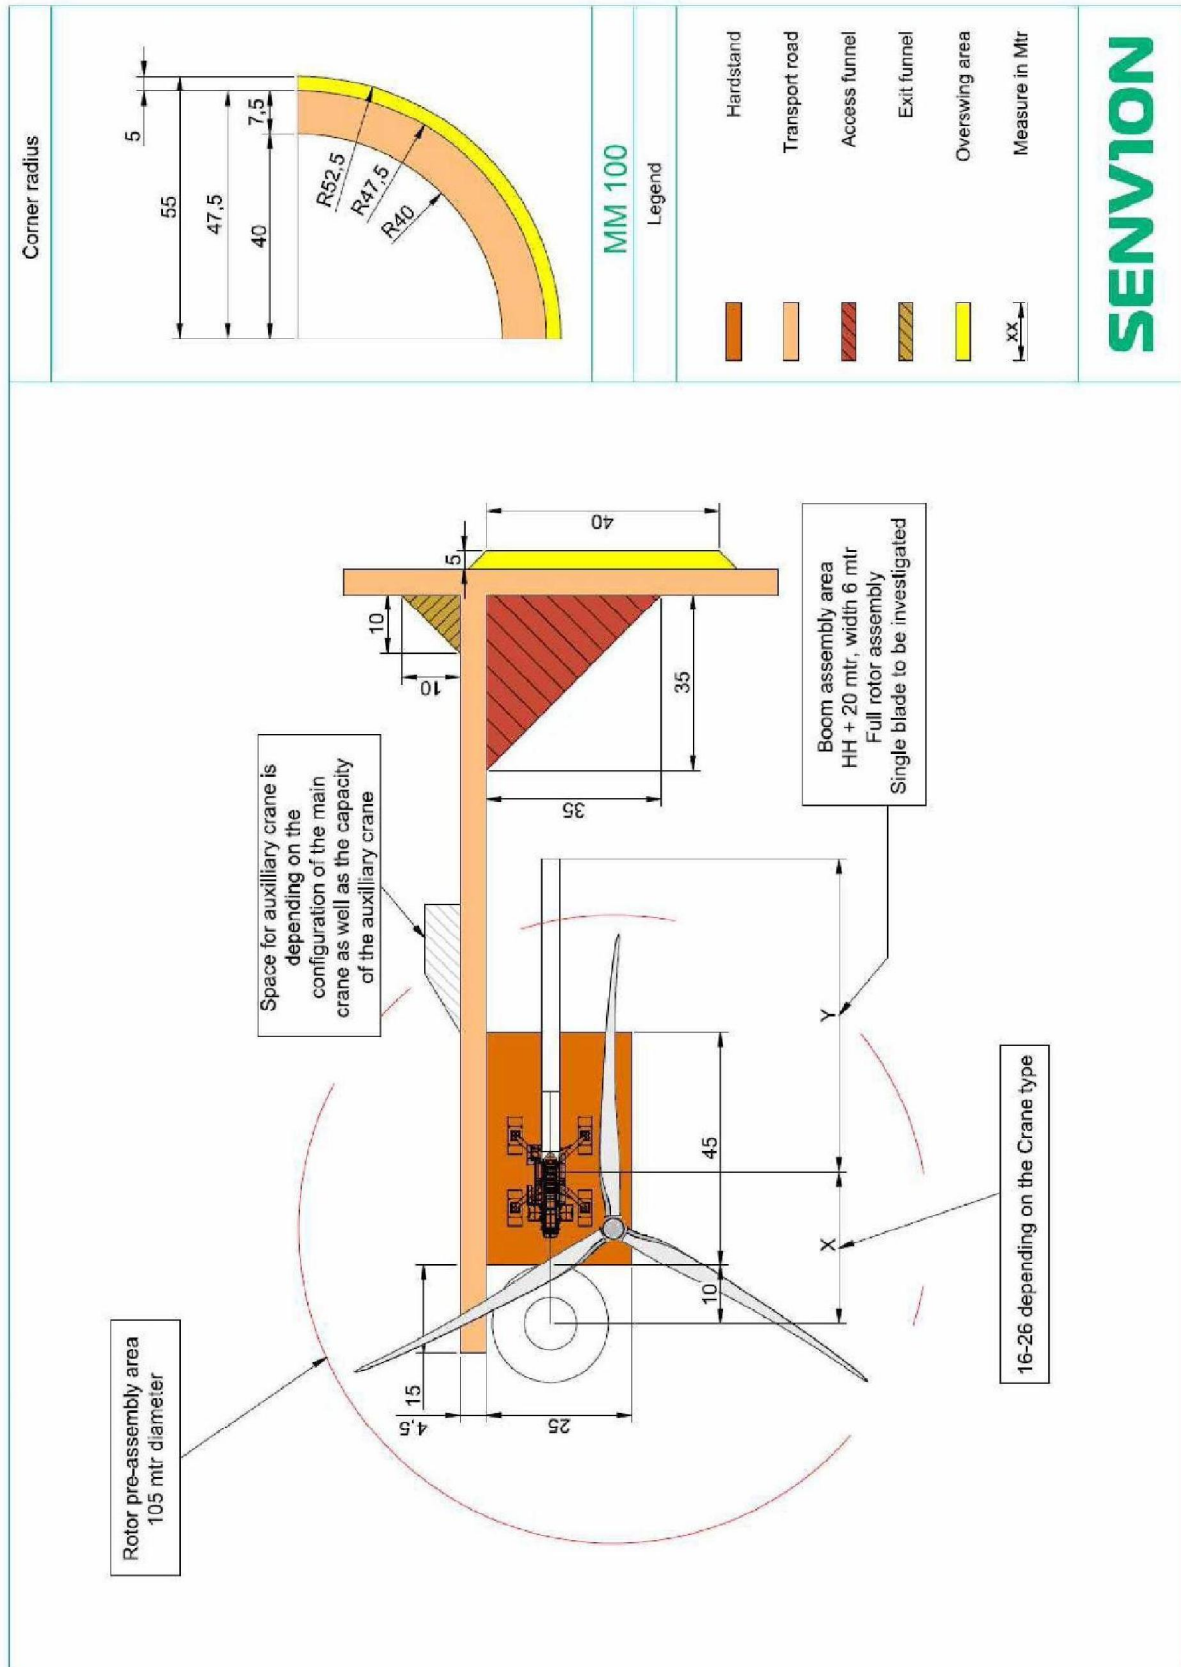 Corner radius
5
55
47,5
7,5
40
R52,5
R47,5
R40
MM 100
Legend
Hardstand
Transport road
Access funnel
Exit funnel
Overswing area
xx
Measure in Mtr
SENVION
Rotor pre-assembly area
105 mtr diameter
Space for auxilliary crane is
depending on the
configuration of the main
crane as well as the capacity
of the auxilliary crane
10
10
5
40
35
35
15
4,5
25
10
45
X
Y
Boom assembly area
HH + 20 mtr, width 6 mtr
Full rotor assembly
Single blade to be investigated
16-26 depending on the Crane type